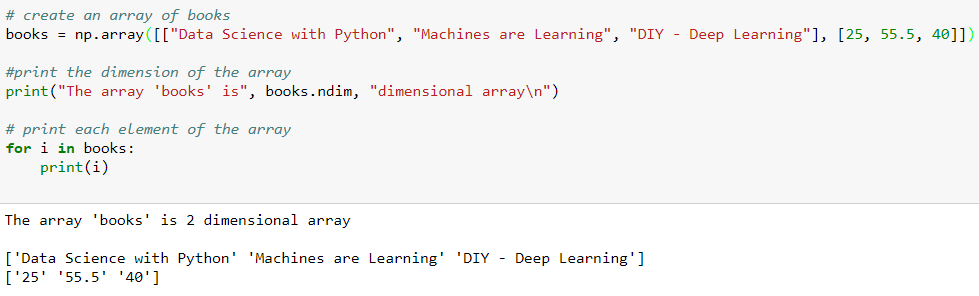 # create an array of books
books = np.array([["Data Science with Python", "Machines are Learning", "DIY - Deep Learning"], [25, 55.5, 40]])
#print the dimension of the array
print("The array 'books' is", books.ndim, "dimensional array\n")
# print each element of the array
for i in books:
    print(i)
The array 'books' is 2 dimensional array
['Data Science with Python' 'Machines are Learning' 'DIY - Deep Learning']
['25' '55.5' '40']